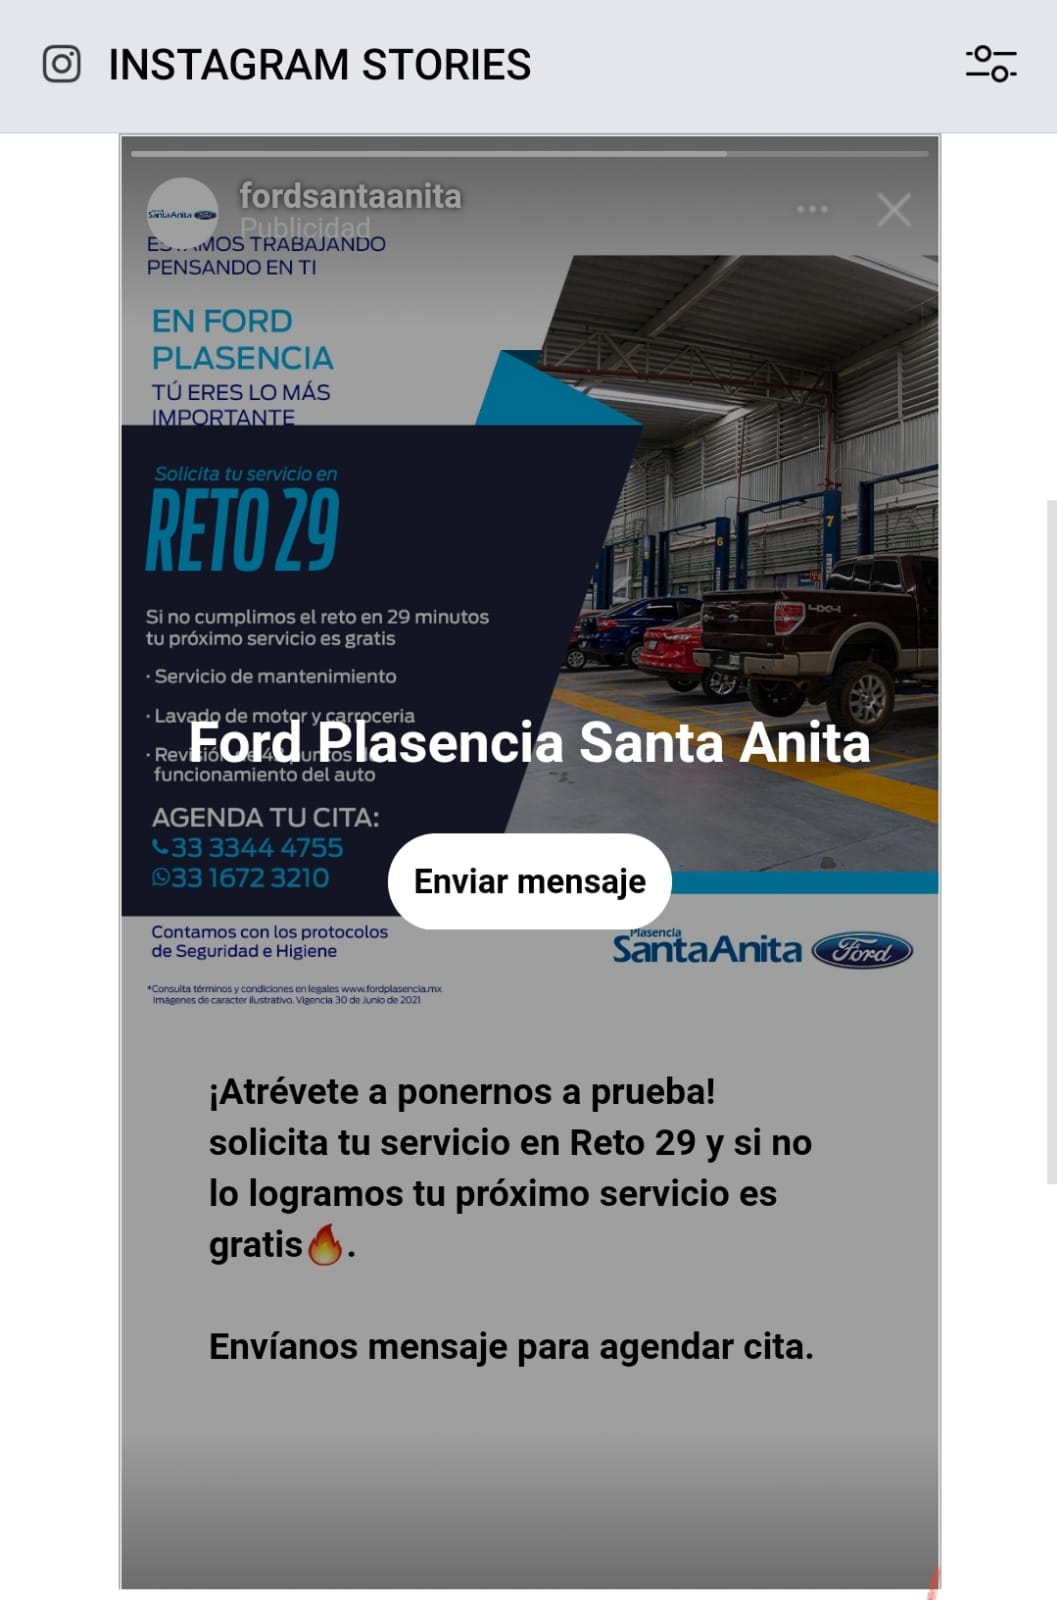 INSTAGRAM STORIES
fordsantaanita
Publicidad
ESTAMOS TRABAJANDO
PENSANDO EN TI
EN FORD
PLASENCIA
TÚ ERES LO MÁS
IMPORTANTE
Solicita tu servicio en
RETO 29
Si no cumplimos el reto en 29 minutos
tu próximo servicio es gratis
· Servicio de mantenimiento
· Lavado de motor y carroceria
· Revisión de puntos
funcionamiento del auto
Ford Plasencia Santa Anita
AGENDA TU CITA:
33 3344 4755
33 1672 3210
Enviar mensaje
Contamos con los protocolos
de Seguridad e Higiene
Plasencia
SantaAnita Ford
*Consulta términos y condiciones en legales www.fordplasencia.mx
Imágenes de caracter ilustrativo. Vigencia 30 de Junio de 2021
5
6
7
4X4
¡Atrévete a ponernos a prueba!
solicita tu servicio en Reto 29 y si no
lo logramos tu próximo servicio es
gratis🔥.
Envíanos mensaje para agendar cita.